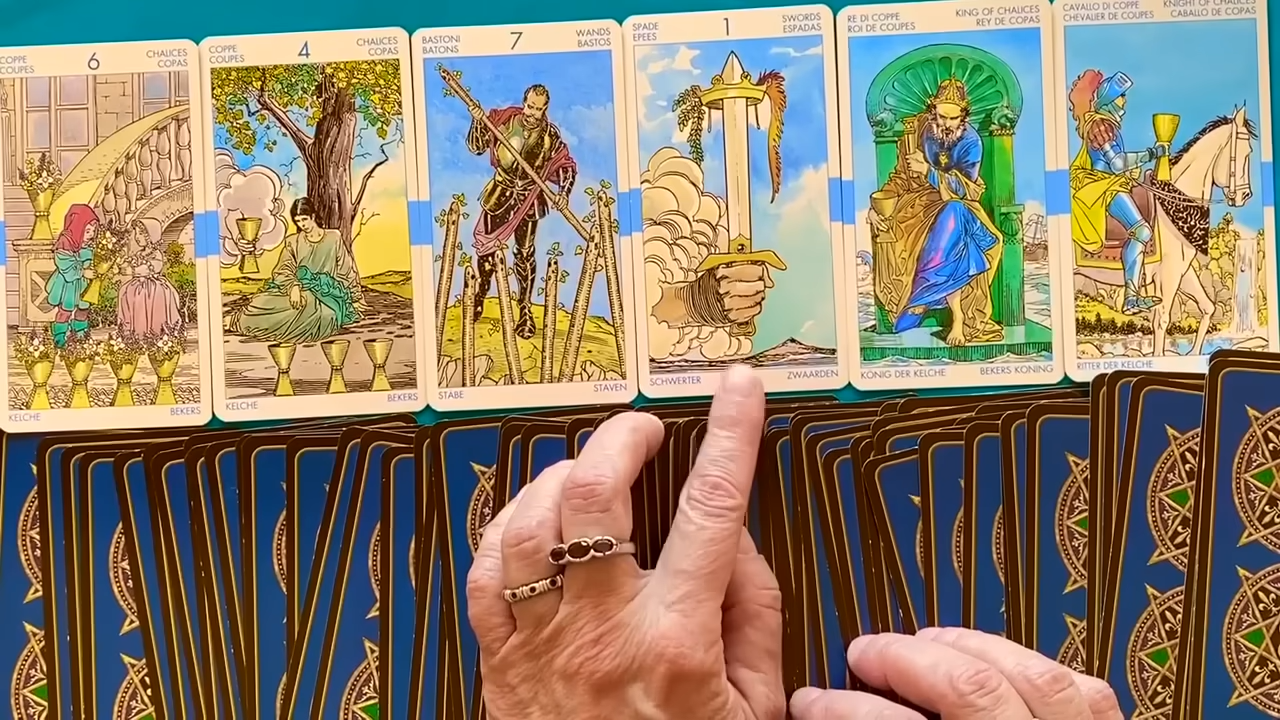 COPPE
COUPES
6
CHALICES
COPAS
KELCHE
BEKERS
COPPE
COUPES
4
CHALICES
COPAS
KELCHE
BEKERS
BASTONI
BATONS
7
WANDS
BASTOS
STABE
STAVEN
SPADE
EPEES
1
SWORDS
ESPADAS
SCHWERTER
ZWAARDEN
RE DI COPPE
ROI DE COUPES
KING OF CHALICES
REY DE COPAS
KÖNIG DER KELCHE
BEKERS KONING
CAVALLO DI COPPE
CHEVALIER DE COUPES
KNIGHT OF CHALICES
CABALLO DE COPAS
RITTER DER KELCHE